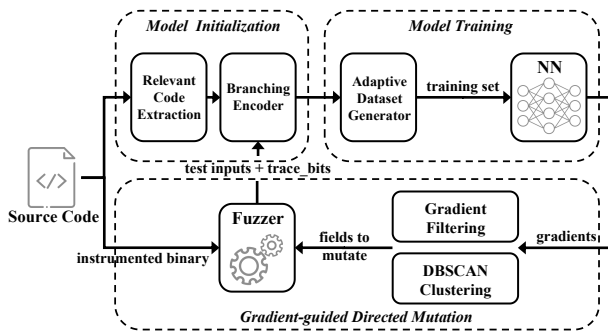 Model Initialization
Model Training
Relevant
Code
Extraction
Branching
Encoder
Adaptive
Dataset
Generator
training set
NN
test inputs + trace_bits
Source Code
Fuzzer
instrumented binary
fields to
mutate
Gradient
Filtering
DBSCAN
Clustering
gradients
Gradient-guided Directed Mutation